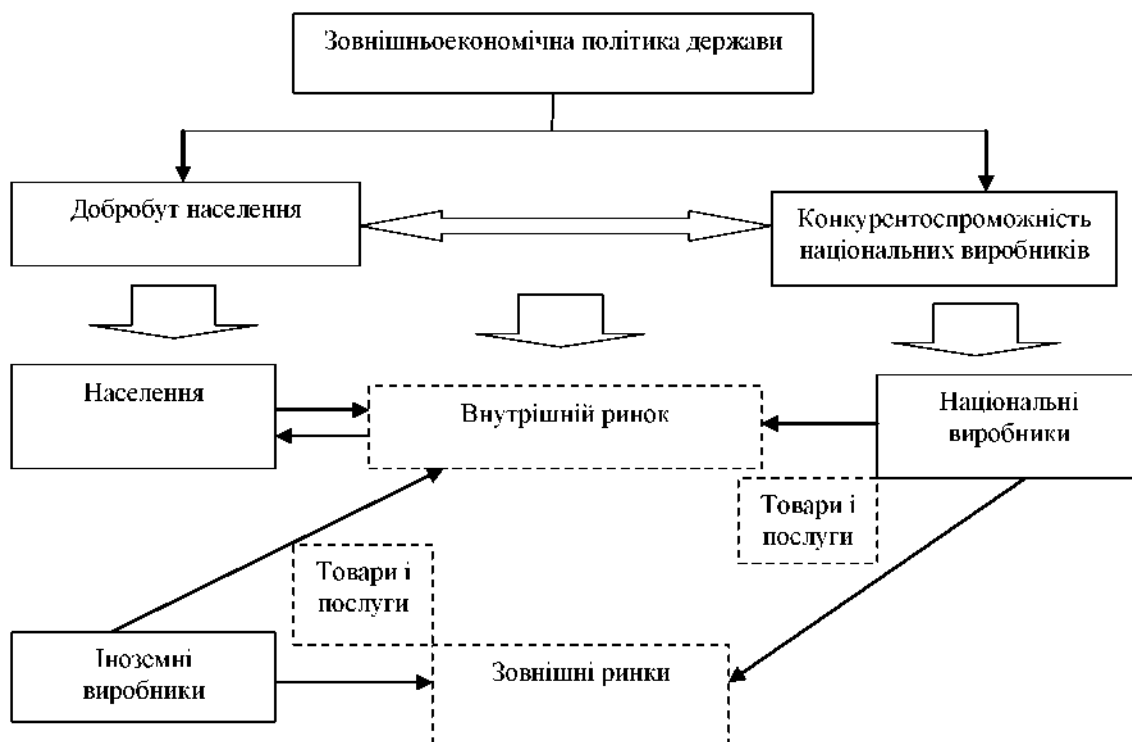 Зовнішньоекономічна політика держави
Добробут населення
Конкурентоспроможність
національних виробників
Населення
Внутрішній ринок
Національні
виробники
Товари і
послуги
Товари і
послуги
Іноземні
виробники
Зовнішні ринки